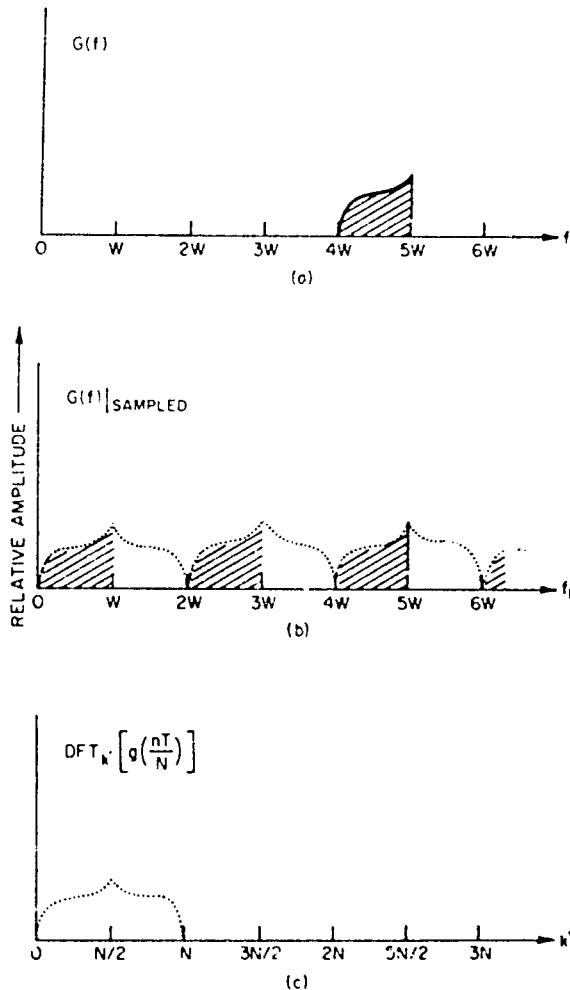 G(f)
0 W 2W 3W 4W 5W 6W f
(a)
RELATIVE AMPLITUDE
G(f)|SAMPLED
0 W 2W 3W 4W 5W 6W f
(b)
DFT k' [g(nT/N)]
0 N/2 N 3N/2 2N 5N/2 3N k'
(c)